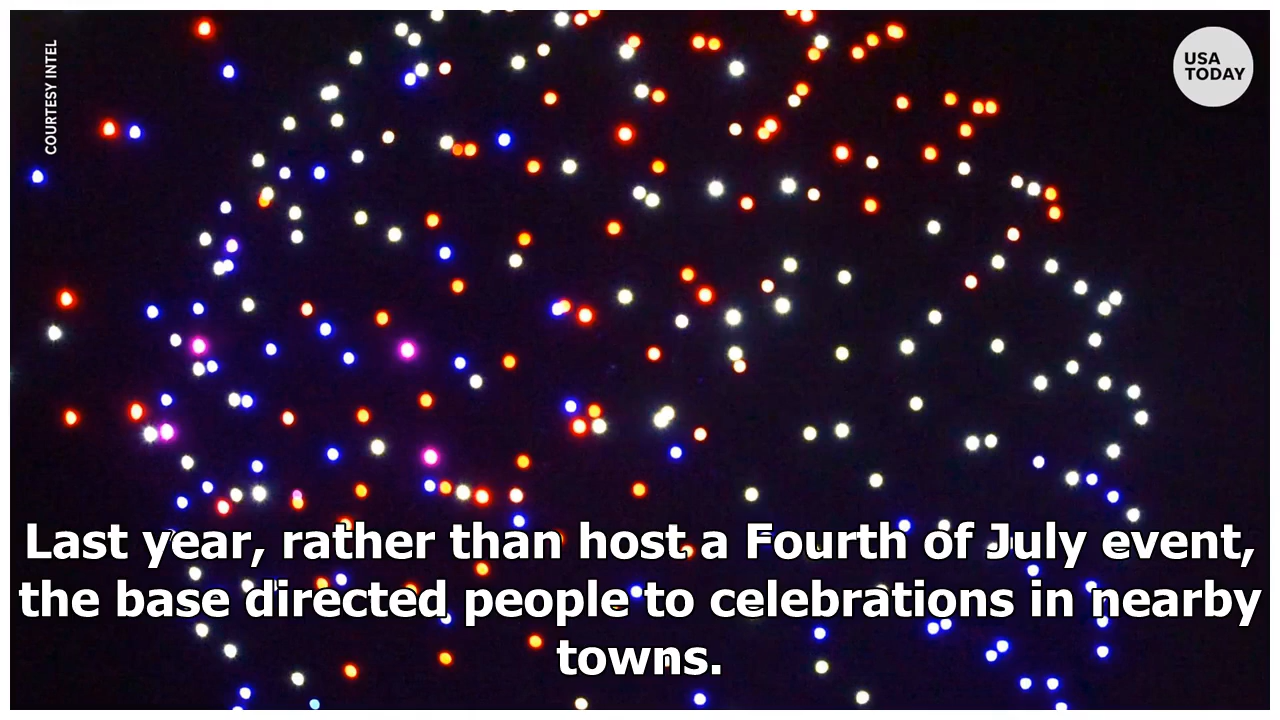 COURTESY INTEL
USA
TODAY
Last year, rather than host a Fourth of July event,
the base directed people to celebrations in nearby
towns.